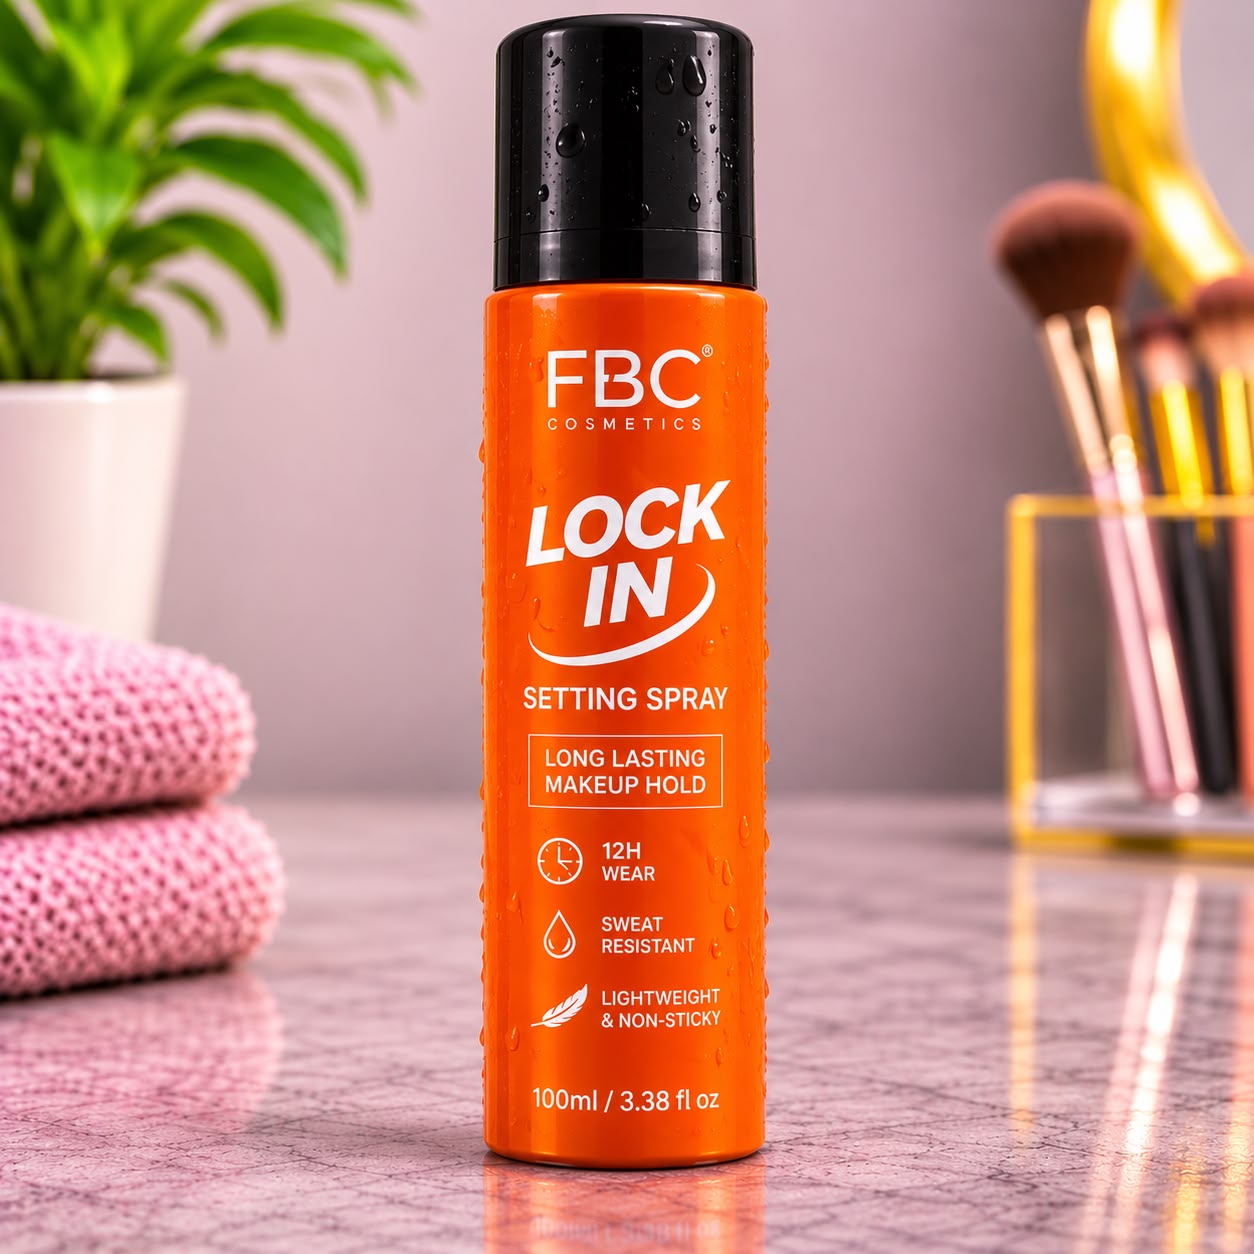 FBC®
COSMETICS
LOCK
IN
SETTING SPRAY
LONG LASTING
MAKEUP HOLD
12H
WEAR
SWEAT
RESISTANT
LIGHTWEIGHT
& NON-STICKY
100ml / 3.38 fl oz